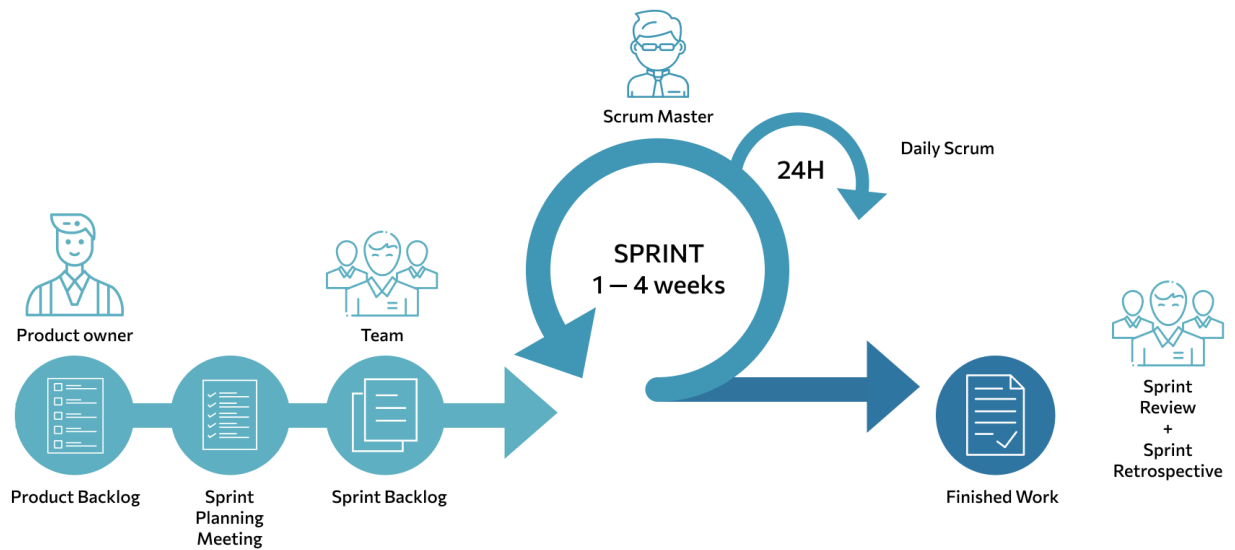 Scrum Master
Daily Scrum
24H
SPRINT
1 – 4 weeks
Product owner
Team
Product Backlog
Sprint
Planning
Meeting
Sprint Backlog
Finished Work
Sprint
Review
+
Sprint
Retrospective